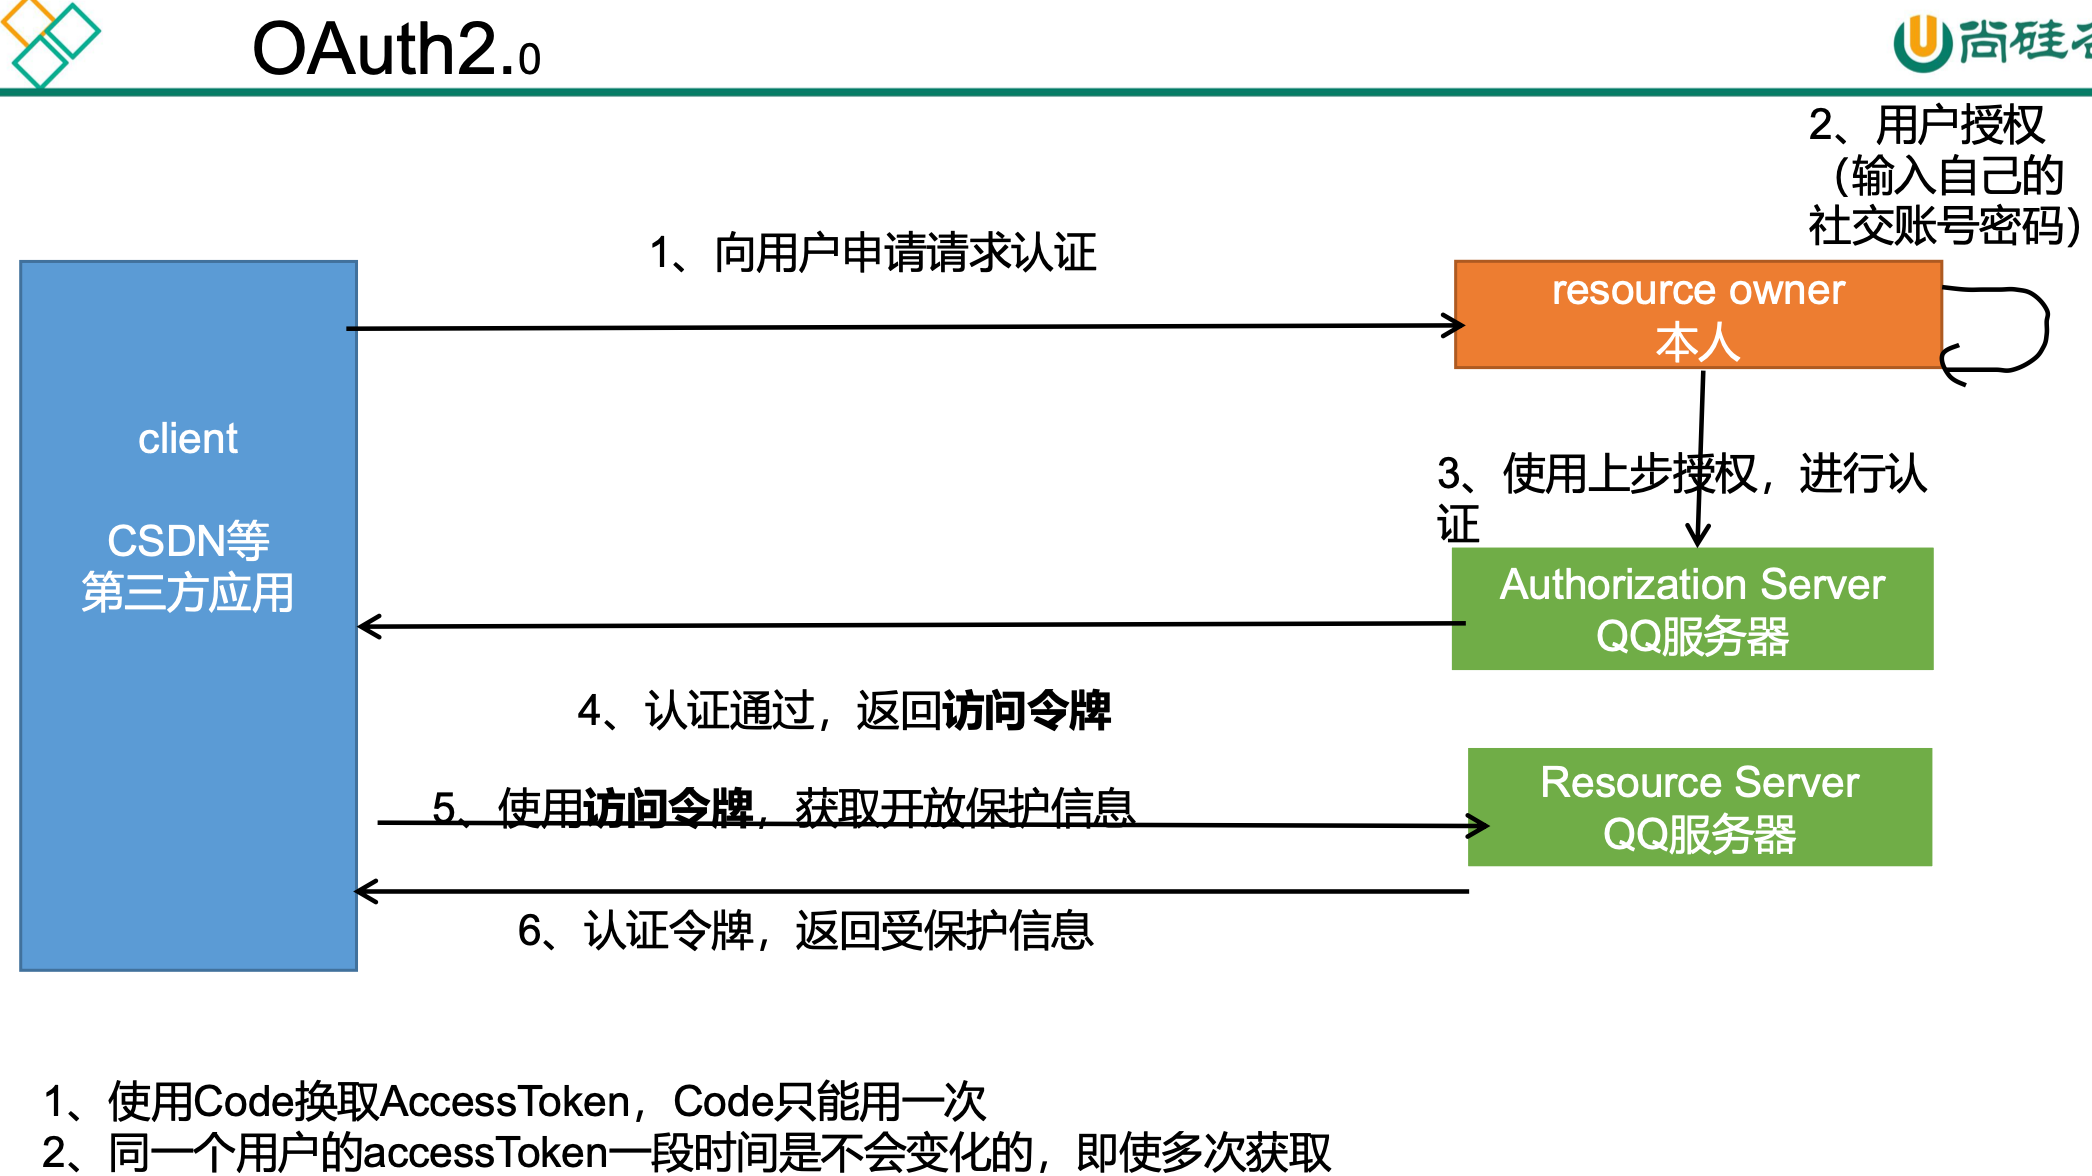 OAuth2.0
尚硅
2、用户授权
（输入自己的
社交账号密码）
1、向用户申请请求认证
resource owner
本人
client
CSDN等
第三方应用
3、使用上步授权，进行认
证
Authorization Server
QQ服务器
4、认证通过，返回访问令牌
5、使用访问令牌，获取开放保护信息
Resource Server
QQ服务器
6、认证令牌，返回受保护信息
1、使用Code换取AccessToken，Code只能用一次
2、同一个用户的accessToken一段时间是不会变化的，即使多次获取